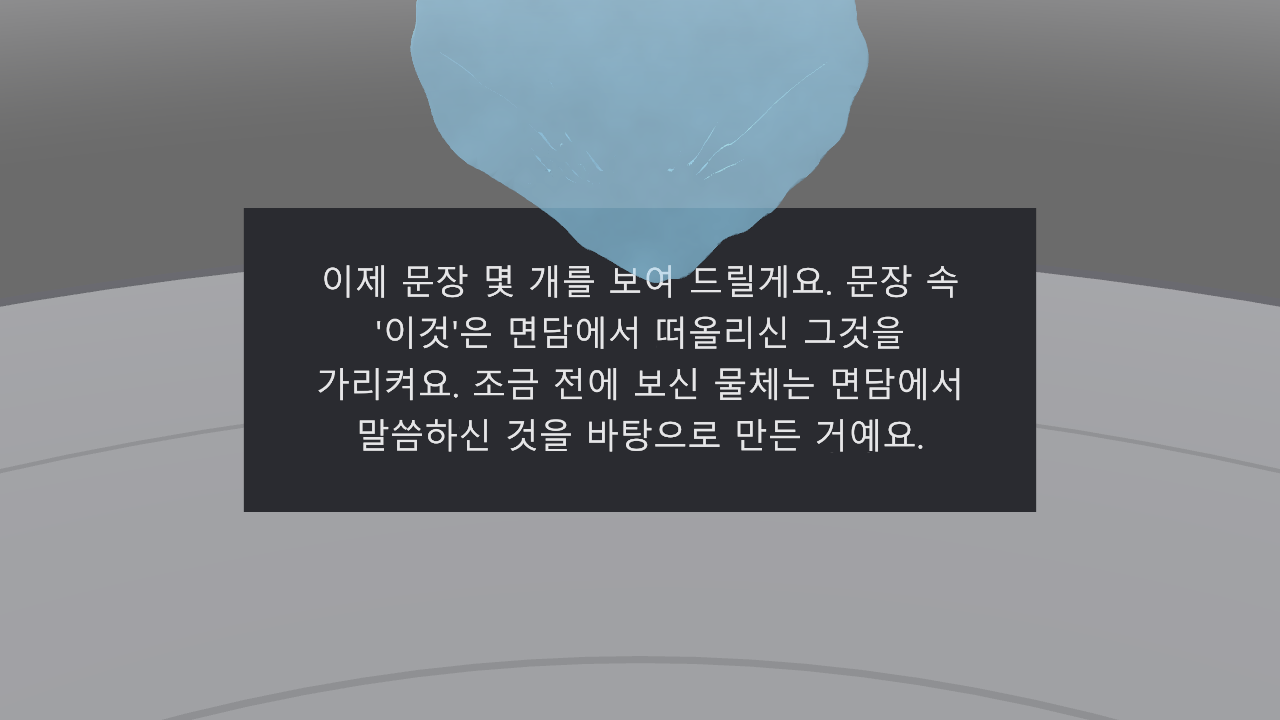 이제 문장 몇 개를 보여 드릴게요. 문장 속
'이것'은 면담에서 떠올리신 그것을
가리켜요. 조금 전에 보신 물체는 면담에서
말씀하신 것을 바탕으로 만든 거예요.